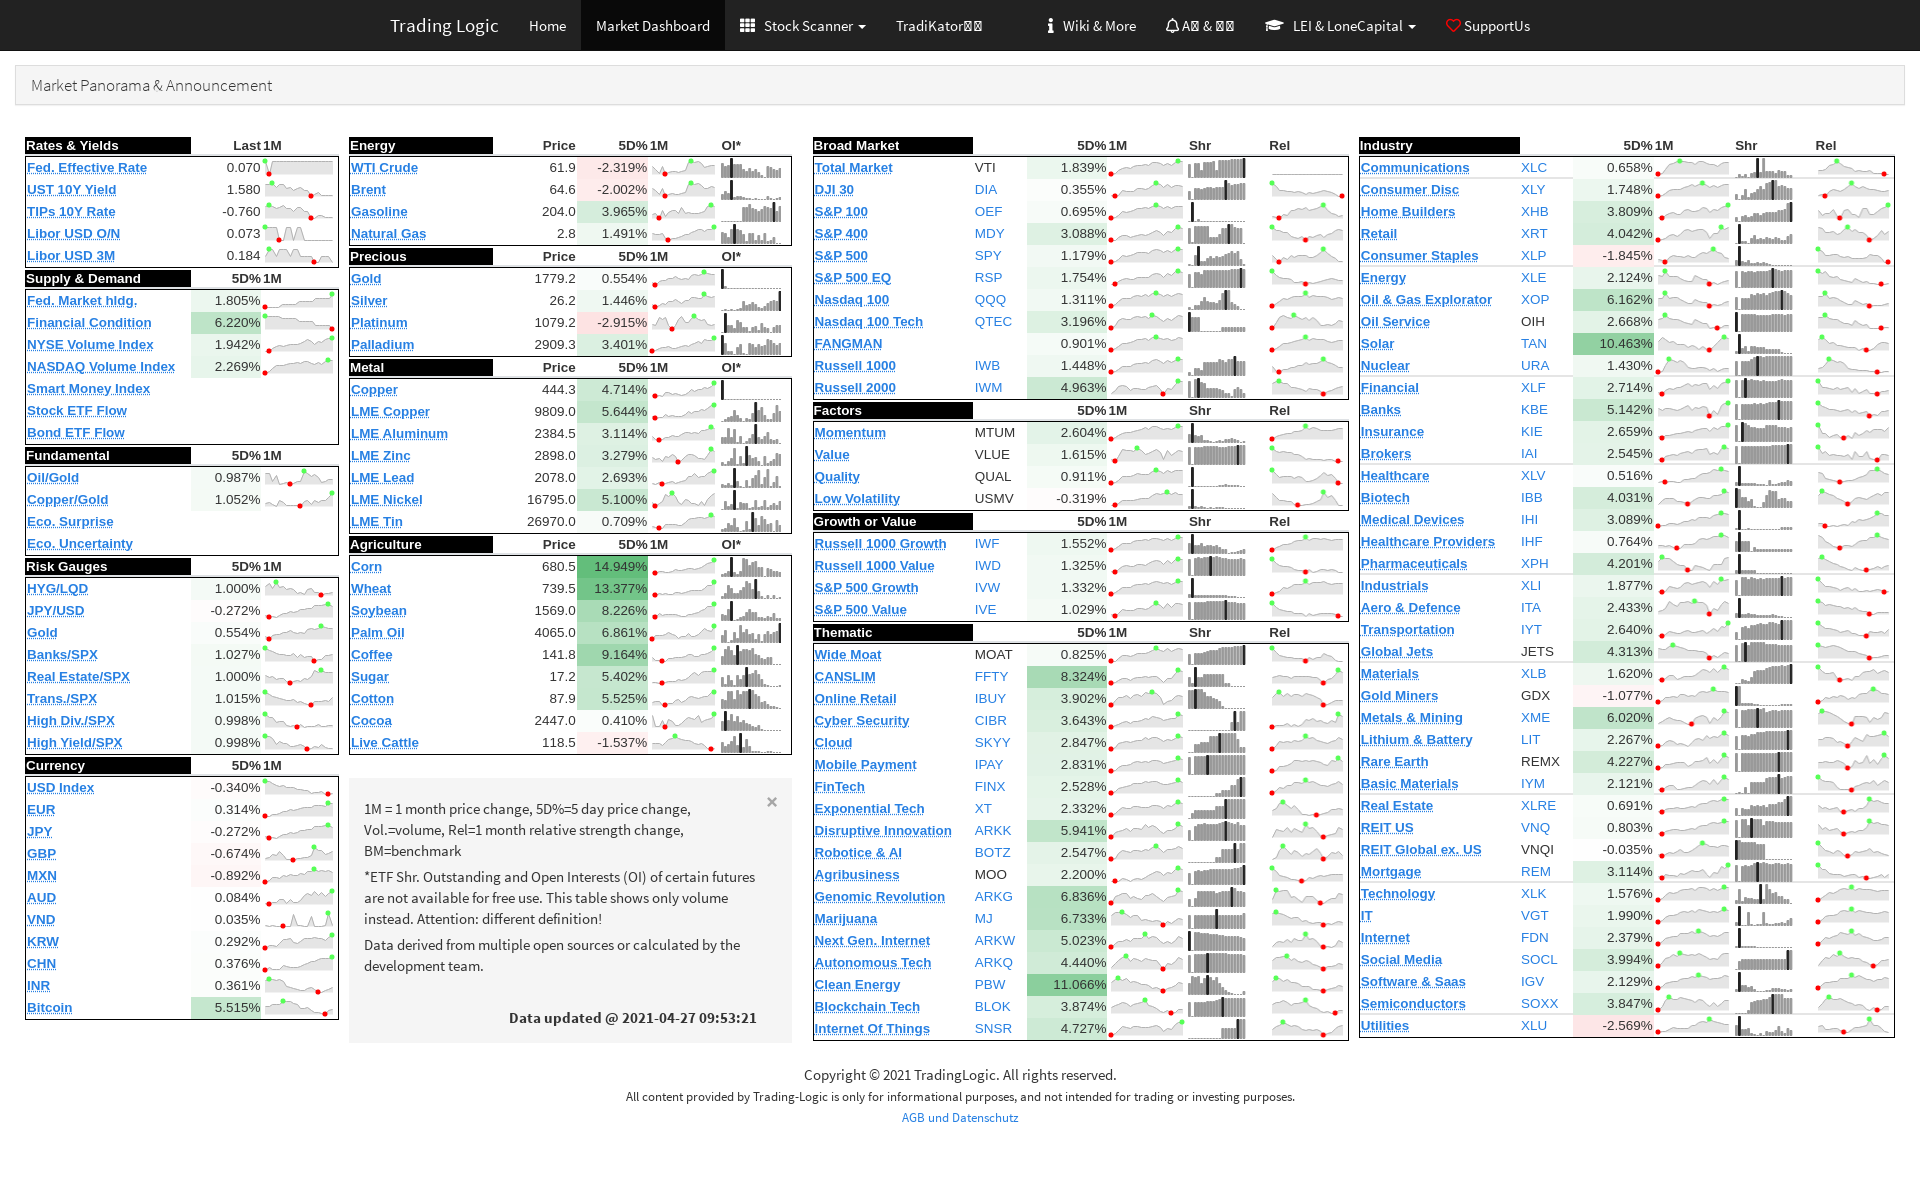 Trading Logic Home Market Dashboard Stock Scanner TradiKator Wiki & More A & LEI & LoneCapital SupportUs
Market Panorama & Announcement
Rates & Yields Last 1M
Fed. Effective Rate 0.070
UST 10Y Yield 1.580
TIPs 10Y Rate -0.760
Libor USD O/N 0.073
Libor USD 3M 0.184
Supply & Demand 5D% 1M
Fed. Market hldg. 1.805%
Financial Condition 6.220%
NYSE Volume Index 1.942%
NASDAQ Volume Index 2.269%
Smart Money Index
Stock ETF Flow
Bond ETF Flow
Fundamental 5D% 1M
Oil/Gold 0.987%
Copper/Gold 1.052%
Eco. Surprise
Eco. Uncertainty
Risk Gauges 5D% 1M
HYG/LQD 1.000%
JPY/USD -0.272%
Gold 0.554%
Banks/SPX 1.027%
Real Estate/SPX 1.000%
Trans./SPX 1.015%
High Div./SPX 0.998%
High Yield/SPX 0.998%
Currency 5D% 1M
USD Index -0.340%
EUR 0.314%
JPY -0.272%
GBP -0.674%
MXN -0.892%
AUD 0.084%
VND 0.035%
KRW 0.292%
CHN 0.376%
INR 0.361%
Bitcoin 5.515%
Energy Price 5D% 1M OI*
WTI Crude 61.9 -2.319%
Brent 64.6 -2.002%
Gasoline 204.0 3.965%
Natural Gas 2.8 1.491%
Precious Price 5D% 1M OI*
Gold 1779.2 0.554%
Silver 26.2 1.446%
Platinum 1079.2 -2.915%
Palladium 2909.3 3.401%
Metal Price 5D% 1M OI*
Copper 444.3 4.714%
LME Copper 9809.0 5.644%
LME Aluminum 2384.5 3.114%
LME Zinc 2898.0 3.279%
LME Lead 2078.0 2.693%
LME Nickel 16795.0 5.100%
LME Tin 26970.0 0.709%
Agriculture Price 5D% 1M OI*
Corn 680.5 14.949%
Wheat 739.5 13.377%
Soybean 1569.0 8.226%
Palm Oil 4065.0 6.861%
Coffee 141.8 9.164%
Sugar 17.2 5.402%
Cotton 87.9 5.525%
Cocoa 2447.0 0.410%
Live Cattle 118.5 -1.537%
×
1M = 1 month price change, 5D%=5 day price change,
Vol.=volume, Rel=1 month relative strength change,
BM=benchmark
*ETF Shr. Outstanding and Open Interests (OI) of certain futures
are not available for free use. This table shows only volume
instead. Attention: different definition!
Data derived from multiple open sources or calculated by the
development team.
Data updated @ 2021-04-27 09:53:21
Broad Market 5D% 1M Shr Rel
Total Market VTI 1.839%
DJI 30 DIA 0.355%
S&P 100 OEF 0.695%
S&P 400 MDY 3.088%
S&P 500 SPY 1.179%
S&P 500 EQ RSP 1.754%
Nasdaq 100 QQQ 1.311%
Nasdaq 100 Tech QTEC 3.196%
FANGMAN 0.901%
Russell 1000 IWB 1.448%
Russell 2000 IWM 4.963%
Factors 5D% 1M Shr Rel
Momentum MTUM 2.604%
Value VLUE 1.615%
Quality QUAL 0.911%
Low Volatility USMV -0.319%
Growth or Value 5D% 1M Shr Rel
Russell 1000 Growth IWF 1.552%
Russell 1000 Value IWD 1.325%
S&P 500 Growth IVW 1.332%
S&P 500 Value IVE 1.029%
Thematic 5D% 1M Shr Rel
Wide Moat MOAT 0.825%
CANSLIM FFTY 8.324%
Online Retail IBUY 3.902%
Cyber Security CIBR 3.643%
Cloud SKYY 2.847%
Mobile Payment IPAY 2.831%
FinTech FINX 2.528%
Exponential Tech XT 2.332%
Disruptive Innovation ARKK 5.941%
Robotice & AI BOTZ 2.547%
Agribusiness MOO 2.200%
Genomic Revolution ARKG 6.836%
Marijuana MJ 6.733%
Next Gen. Internet ARKW 5.023%
Autonomous Tech ARKQ 4.440%
Clean Energy PBW 11.066%
Blockchain Tech BLOK 3.874%
Internet Of Things SNSR 4.727%
Industry 5D% 1M Shr Rel
Communications XLC 0.658%
Consumer Disc XLY 1.748%
Home Builders XHB 3.809%
Retail XRT 4.042%
Consumer Staples XLP -1.845%
Energy XLE 2.124%
Oil & Gas Explorator XOP 6.162%
Oil Service OIH 2.668%
Solar TAN 10.463%
Nuclear URA 1.430%
Financial XLF 2.714%
Banks KBE 5.142%
Insurance KIE 2.659%
Brokers IAI 2.545%
Healthcare XLV 0.516%
Biotech IBB 4.031%
Medical Devices IHI 3.089%
Healthcare Providers IHF 0.764%
Pharmaceuticals XPH 4.201%
Industrials XLI 1.877%
Aero & Defence ITA 2.433%
Transportation IYT 2.640%
Global Jets JETS 4.313%
Materials XLB 1.620%
Gold Miners GDX -1.077%
Metals & Mining XME 6.020%
Lithium & Battery LIT 2.267%
Rare Earth REMX 4.227%
Basic Materials IYM 2.121%
Real Estate XLRE 0.691%
REIT US VNQ 0.803%
REIT Global ex. US VNQI -0.035%
Mortgage REM 3.114%
Technology XLK 1.576%
IT VGT 1.990%
Internet FDN 2.379%
Social Media SOCL 3.994%
Software & Saas IGV 2.129%
Semiconductors SOXX 3.847%
Utilities XLU -2.569%
Copyright © 2021 TradingLogic. All rights reserved.
All content provided by Trading-Logic is only for informational purposes, and not intended for trading or investing purposes.
AGB und Datenschutz